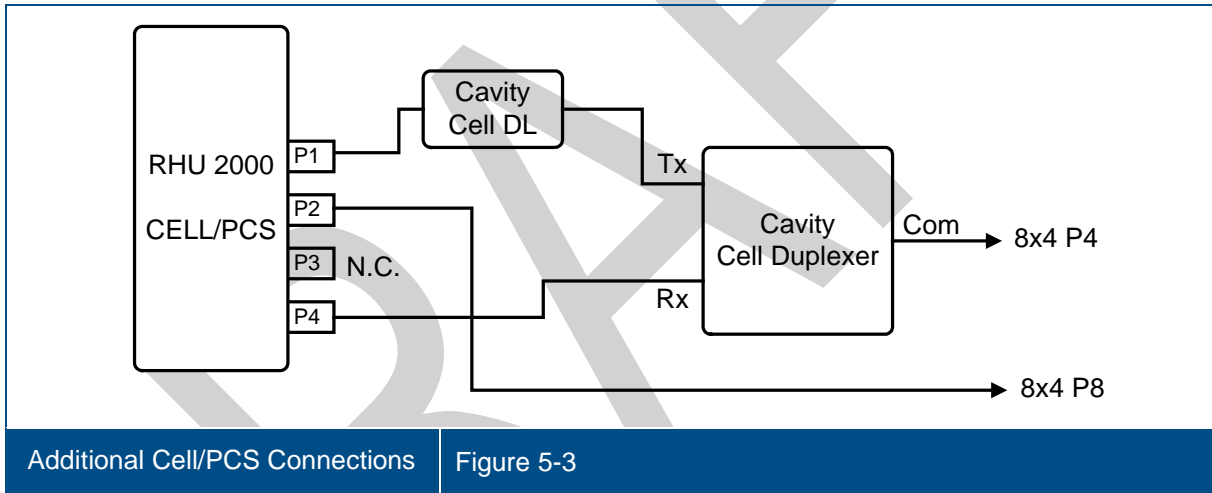 RHU 2000
CELL/PCS
P1
P2
P3
N.C.
P4
Cavity
Cell DL
Tx
Rx
Cavity
Cell Duplexer
Com
8x4 P4
8x4 P8
Additional Cell/PCS Connections
Figure 5-3